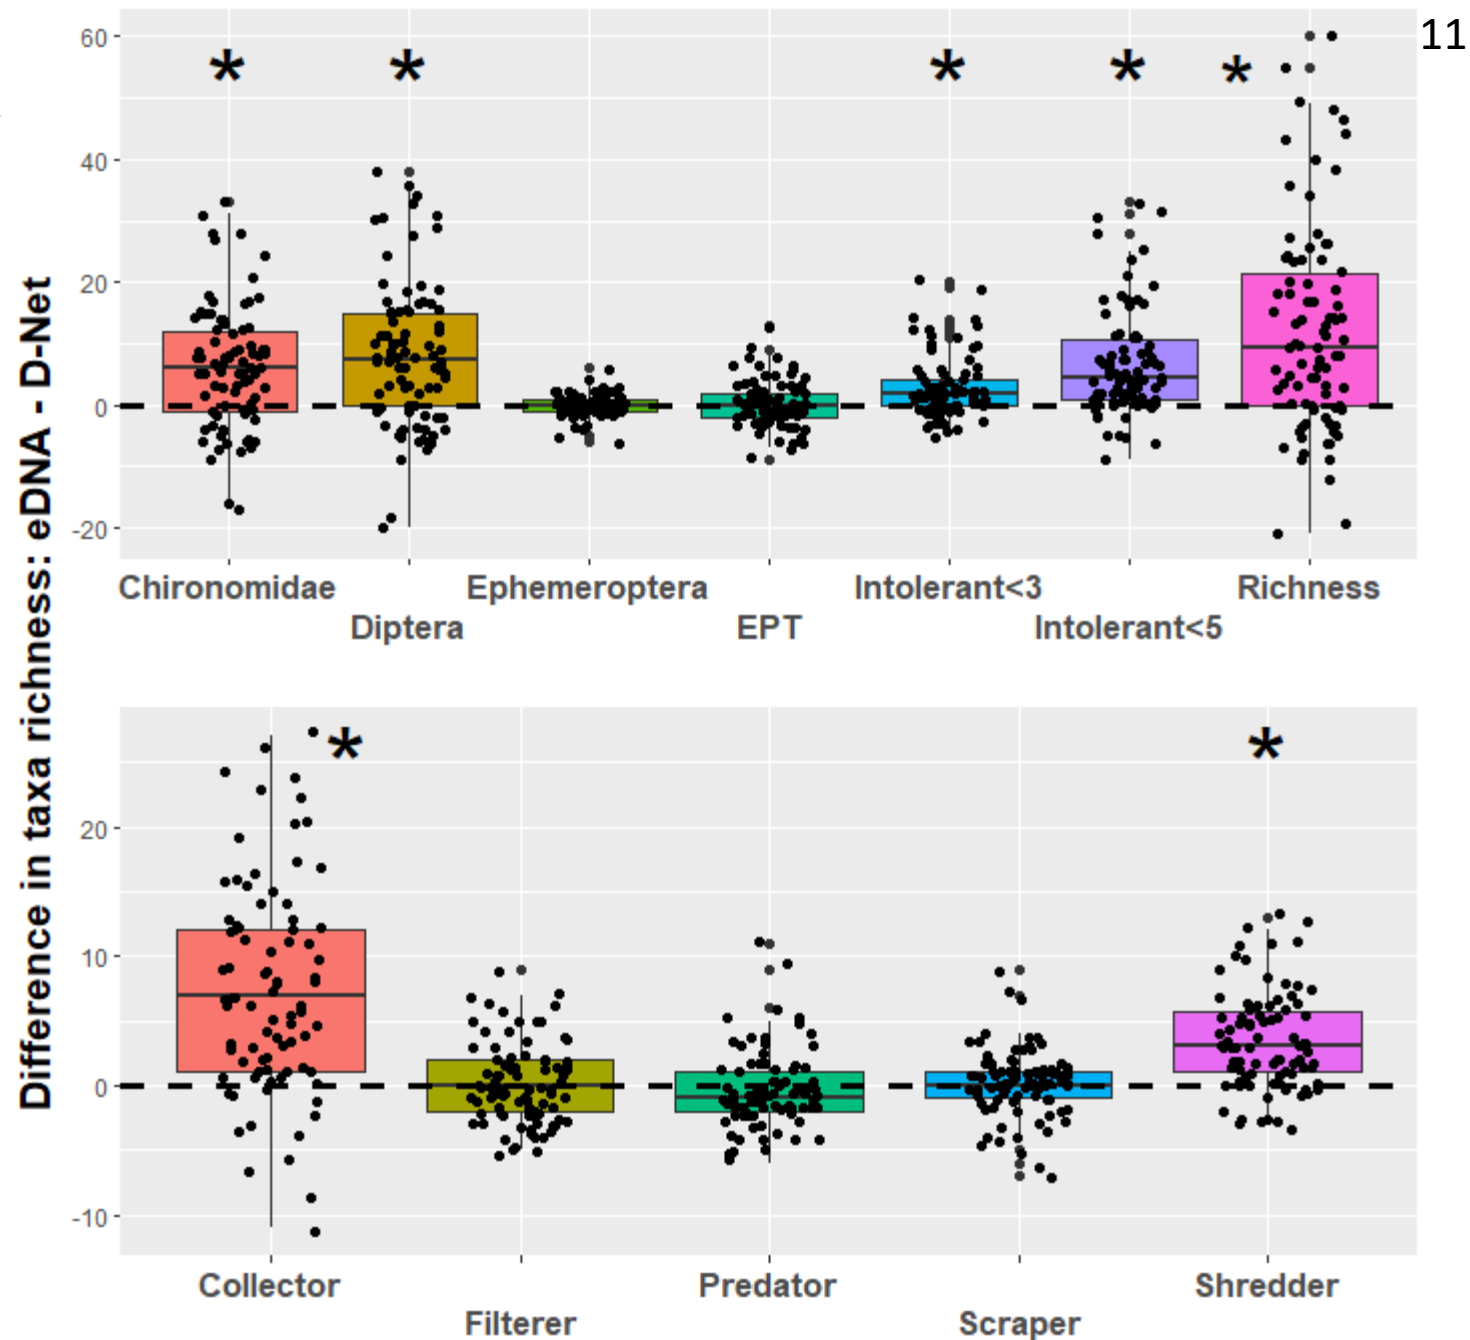 11
Difference in taxa richness: eDNA - D-Net
60
40
20
0
-20
* * * * *
Chironomidae Ephemeroptera Intolerant<3 Richness
Diptera EPT Intolerant<5
* *
20
10
0
-10
Collector Predator Shredder
Filterer Scraper